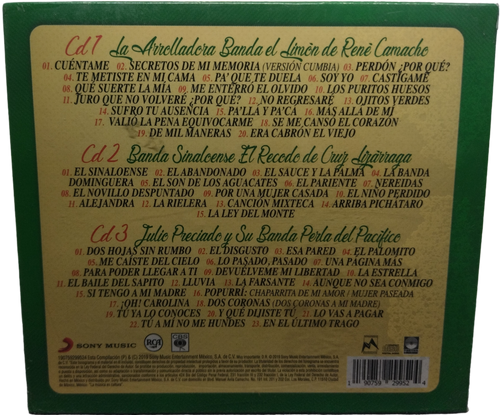 Cd 1 La Arrolladora Banda el Limón de René Camacho
01. CUÉNTAME 02. SECRETOS DE MI MEMORIA (VERSIÓN CUMBIA) 03. PERDÓN ¿POR QUÉ?
04. TE METISTE EN MI CAMA 05. PA' QUE TE DUELA 06. SOY YO 07. CASTÍGAME
08. QUÉ SUERTE LA MÍA 09. ME ENTERRÓ EL OLVIDO 10. LOS PURITOS HUESOS
11. JURO QUE NO VOLVERÉ ¿POR QUÉ? 12. NO REGRESARÉ 13. OJITOS VERDES
14. SUFRO TU AUSENCIA 15. PA'LLA Y PA'CA 16. MÁS ALLÁ DE MÍ
17. VALIÓ LA PENA EQUIVOCARME 18. SE ME CANSÓ EL CORAZÓN
19. DE MIL MANERAS 20. ERA CABRÓN EL VIEJO
Cd 2 Banda Sinaloense El Recodo de Cruz Lizárraga
01. EL SINALOENSE 02. EL ABANDONADO 03. EL SAUCE Y LA PALMA 04. LA BANDA
DOMINGUERA 05. EL SON DE LOS AGUACATES 06. EL PARIENTE 07. NEREIDAS
08. EL NOVILLO DESPUNTADO 09. POR UNA MUJER CASADA 10. EL NIÑO PERDIDO
11. ALEJANDRA 12. LA RIELERA 13. CANCIÓN MIXTECA 14. ARRIBA PICHÁTARO
15. LA LEY DEL MONTE
Cd 3 Julio Preciado y Su Banda Perla del Pacífico
01. DOS HOJAS SIN RUMBO 02. EL DISGUSTO 03. ESA PARED 04. EL PALOMITO
05. ME CAÍSTE DEL CIELO 06. LO PASADO, PASADO 07. UNA PÁGINA MÁS
08. PARA PODER LLEGAR A TI 09. DEVUÉLVEME MI LIBERTAD 10. LA ESTRELLA
11. EL BAILE DEL SAPITO 12. LLUVIA 13. LA FARSANTE 14. AUNQUE NO SEA CONMIGO
15. SI TENGO A MI MADRE 16. POPURRÍ: CHAPARRITA DE MI AMOR / MUJER PASEADA
17. ¡OH! CAROLINA 18. DOS CORONAS (DOS CORONAS A MI MADRE)
19. TÚ YA LO CONOCES 20. Y QUÉ DIJISTE TÚ 21. LO VAS A PAGAR
22. TÚ A MÍ NO ME HUNDES 23. EN EL ÚLTIMO TRAGO
SONY MUSIC RCA
1 90758 29952 4